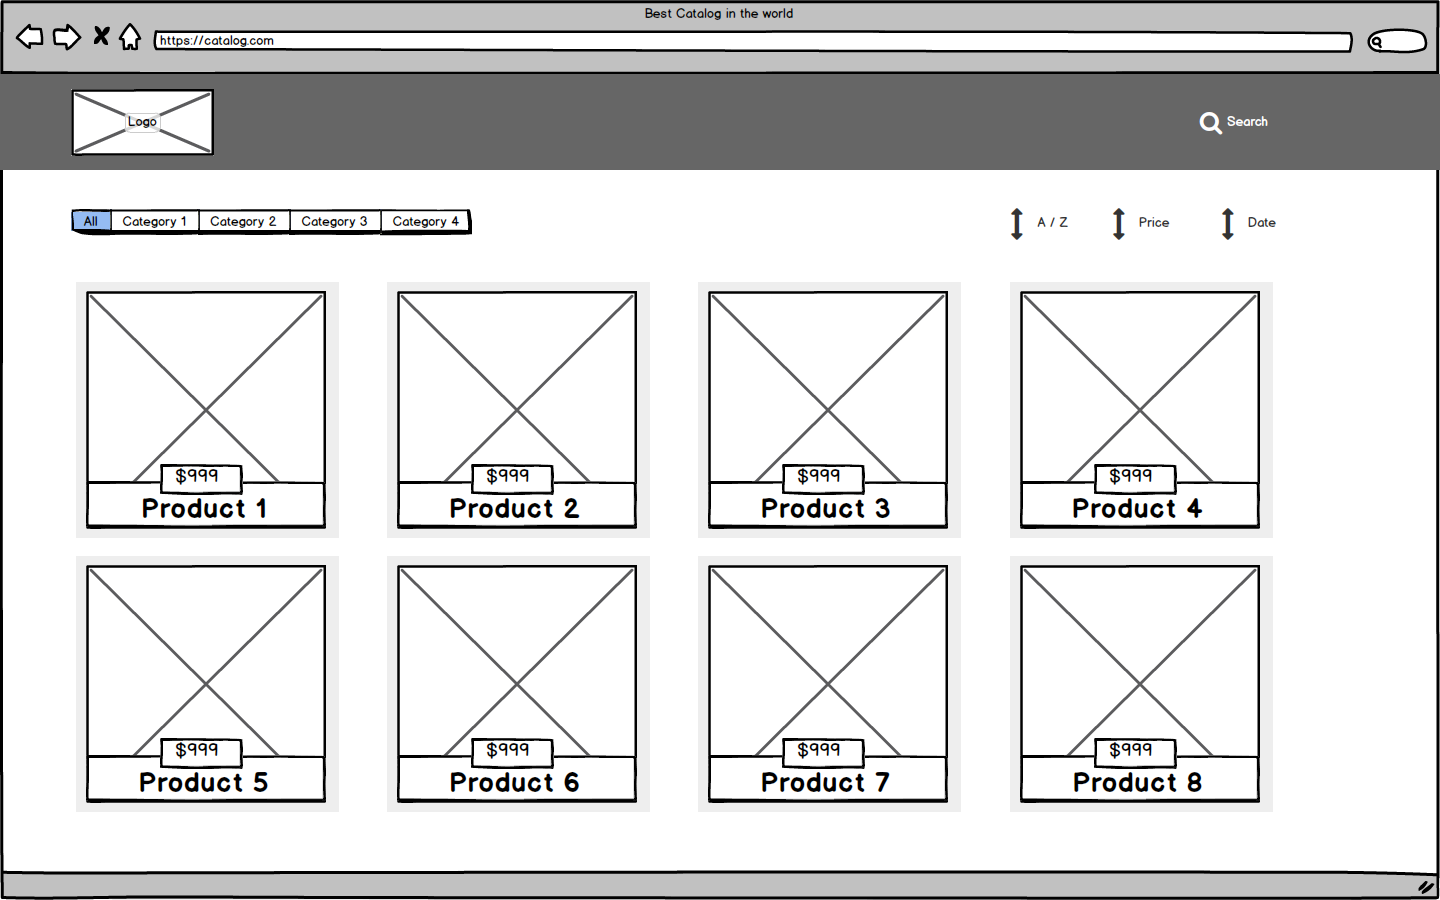 Best Catalog in the world
https://catalog.com
Logo
Search
All Category 1 Category 2 Category 3 Category 4
A / Z Price Date
$999 $999 $999 $999
Product 1 Product 2 Product 3 Product 4
$999 $999 $999 $999
Product 5 Product 6 Product 7 Product 8